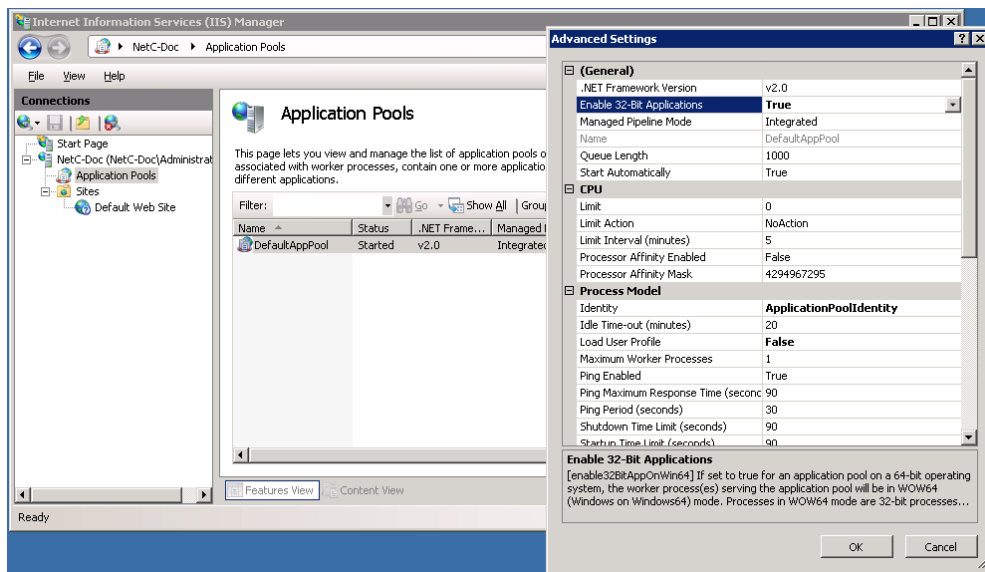 Internet Information Services (IIS) Manager
NetC-Doc Application Pools
File View Help
Connections
Start Page
NetC-Doc (NetC-Doc\Administrat
Application Pools
Sites
Default Web Site
Application Pools
This page lets you view and manage the list of application pools o
associated with worker processes, contain one or more applicatio
different applications.
Filter: Go Show All Grou
Name Status .NET Frame... Managed
DefaultAppPool Started v2.0 Integrated
Features View Content View
Ready
Advanced Settings
(General)
.NET Framework Version v2.0
Enable 32-Bit Applications True
Managed Pipeline Mode Integrated
Name DefaultAppPool
Queue Length 1000
Start Automatically True
CPU
Limit 0
Limit Action NoAction
Limit Interval (minutes) 5
Processor Affinity Enabled False
Processor Affinity Mask 4294967295
Process Model
Identity ApplicationPoolIdentity
Idle Time-out (minutes) 20
Load User Profile False
Maximum Worker Processes 1
Ping Enabled True
Ping Maximum Response Time (seconc 90
Ping Period (seconds) 30
Shutdown Time Limit (seconds) 90
Startup Time Limit (seconds) 90
Enable 32-Bit Applications
[enable32BitAppOnWin64] If set to true for an application pool on a 64-bit operating
system, the worker process(es) serving the application pool will be in WOW64
(Windows on Windows64) mode. Processes in WOW64 mode are 32-bit processes...
OK Cancel